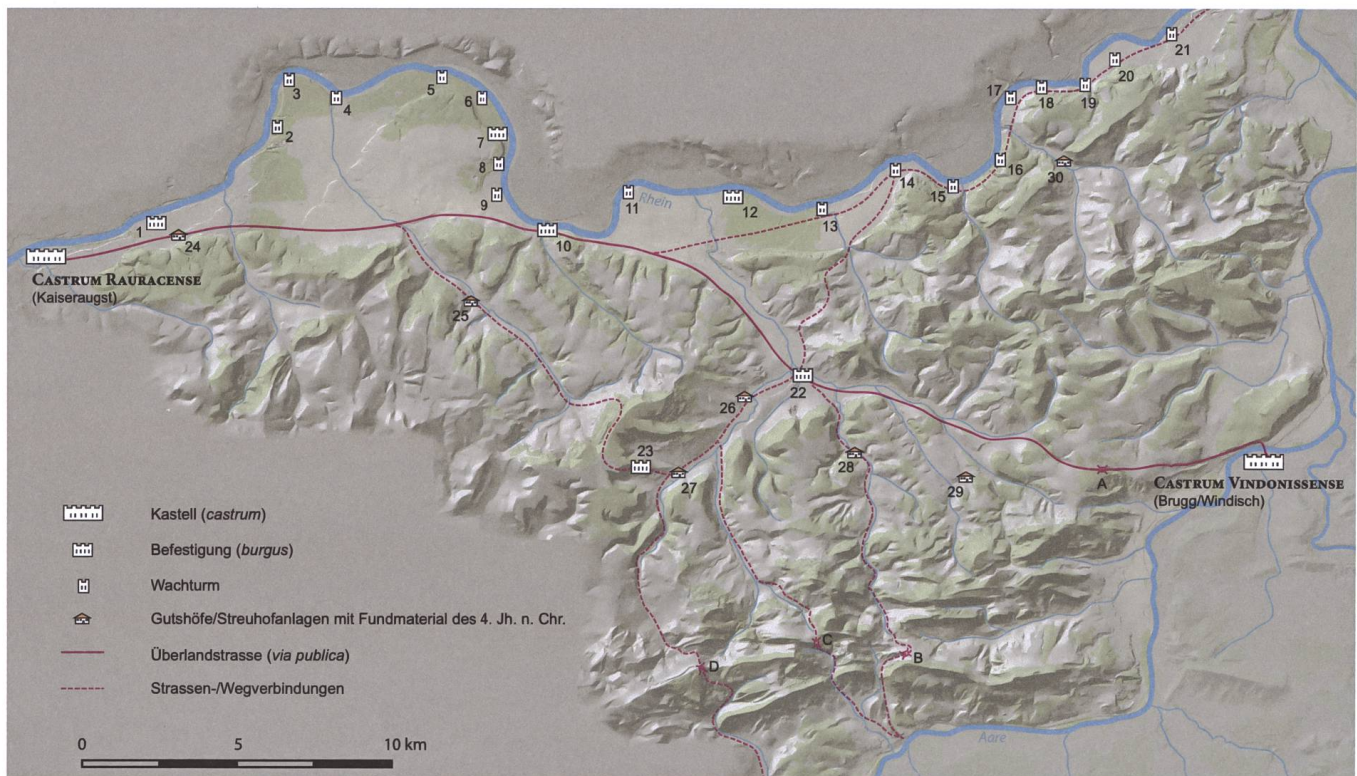 3
5
4
6
2
7
8
9
1
24
CASTRUM RAURACENSE
(Kaiseraugst)
10
11
Rhein
12
13
14
15
16
17
18
19
20
21
30
25
26
22
23
27
28
29
A
CASTRUM VINDONISSENSE
(Brugg/Windisch)
C
B
D
Aare
Kastell (castrum)
Befestigung (burgus)
Wachturm
Gutshöfe/Streuhofanlagen mit Fundmaterial des 4. Jh. n. Chr.
Überlandstrasse (via publica)
Strassen-/Wegverbindungen
0 5 10 km